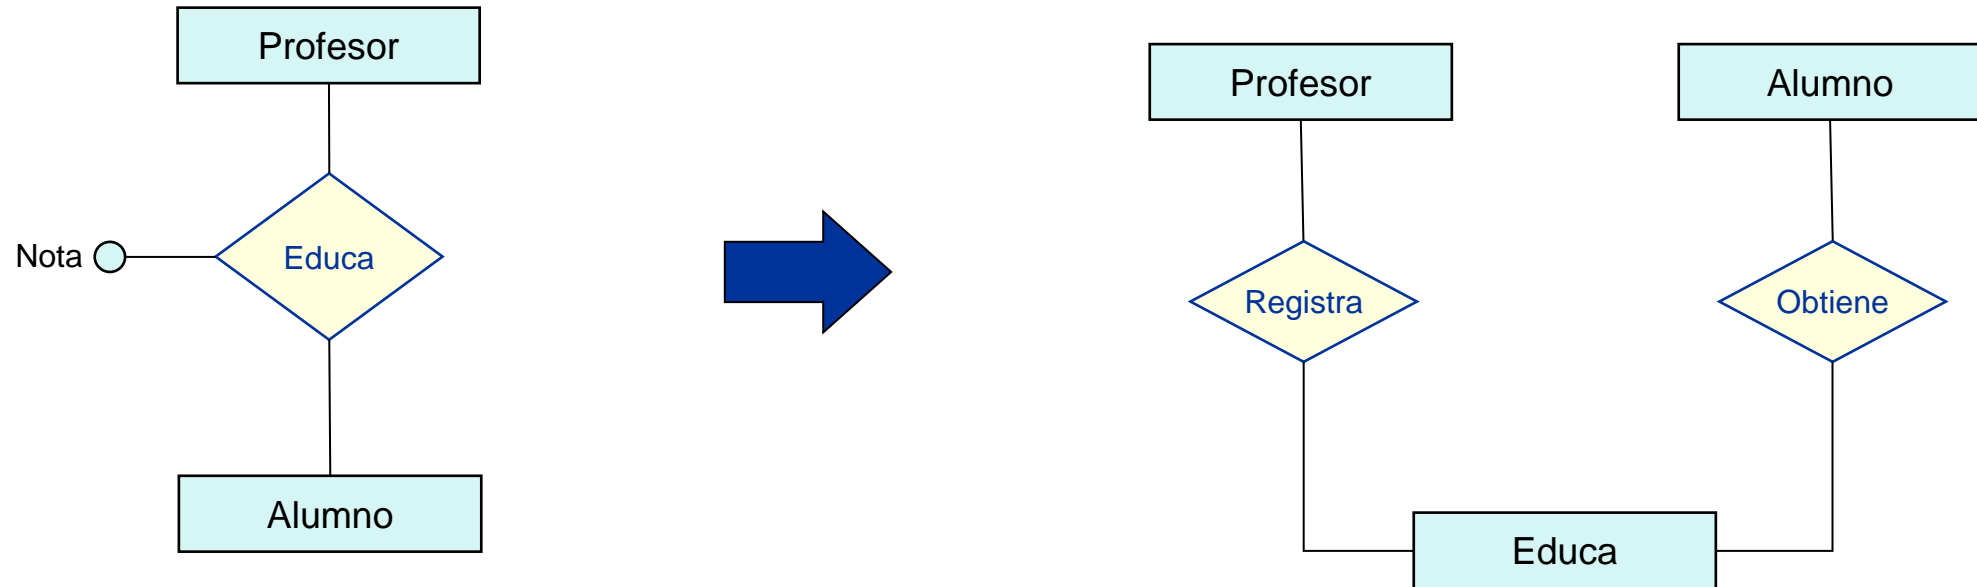 Profesor
Nota
Educa
Alumno
Profesor
Alumno
Registra
Obtiene
Educa